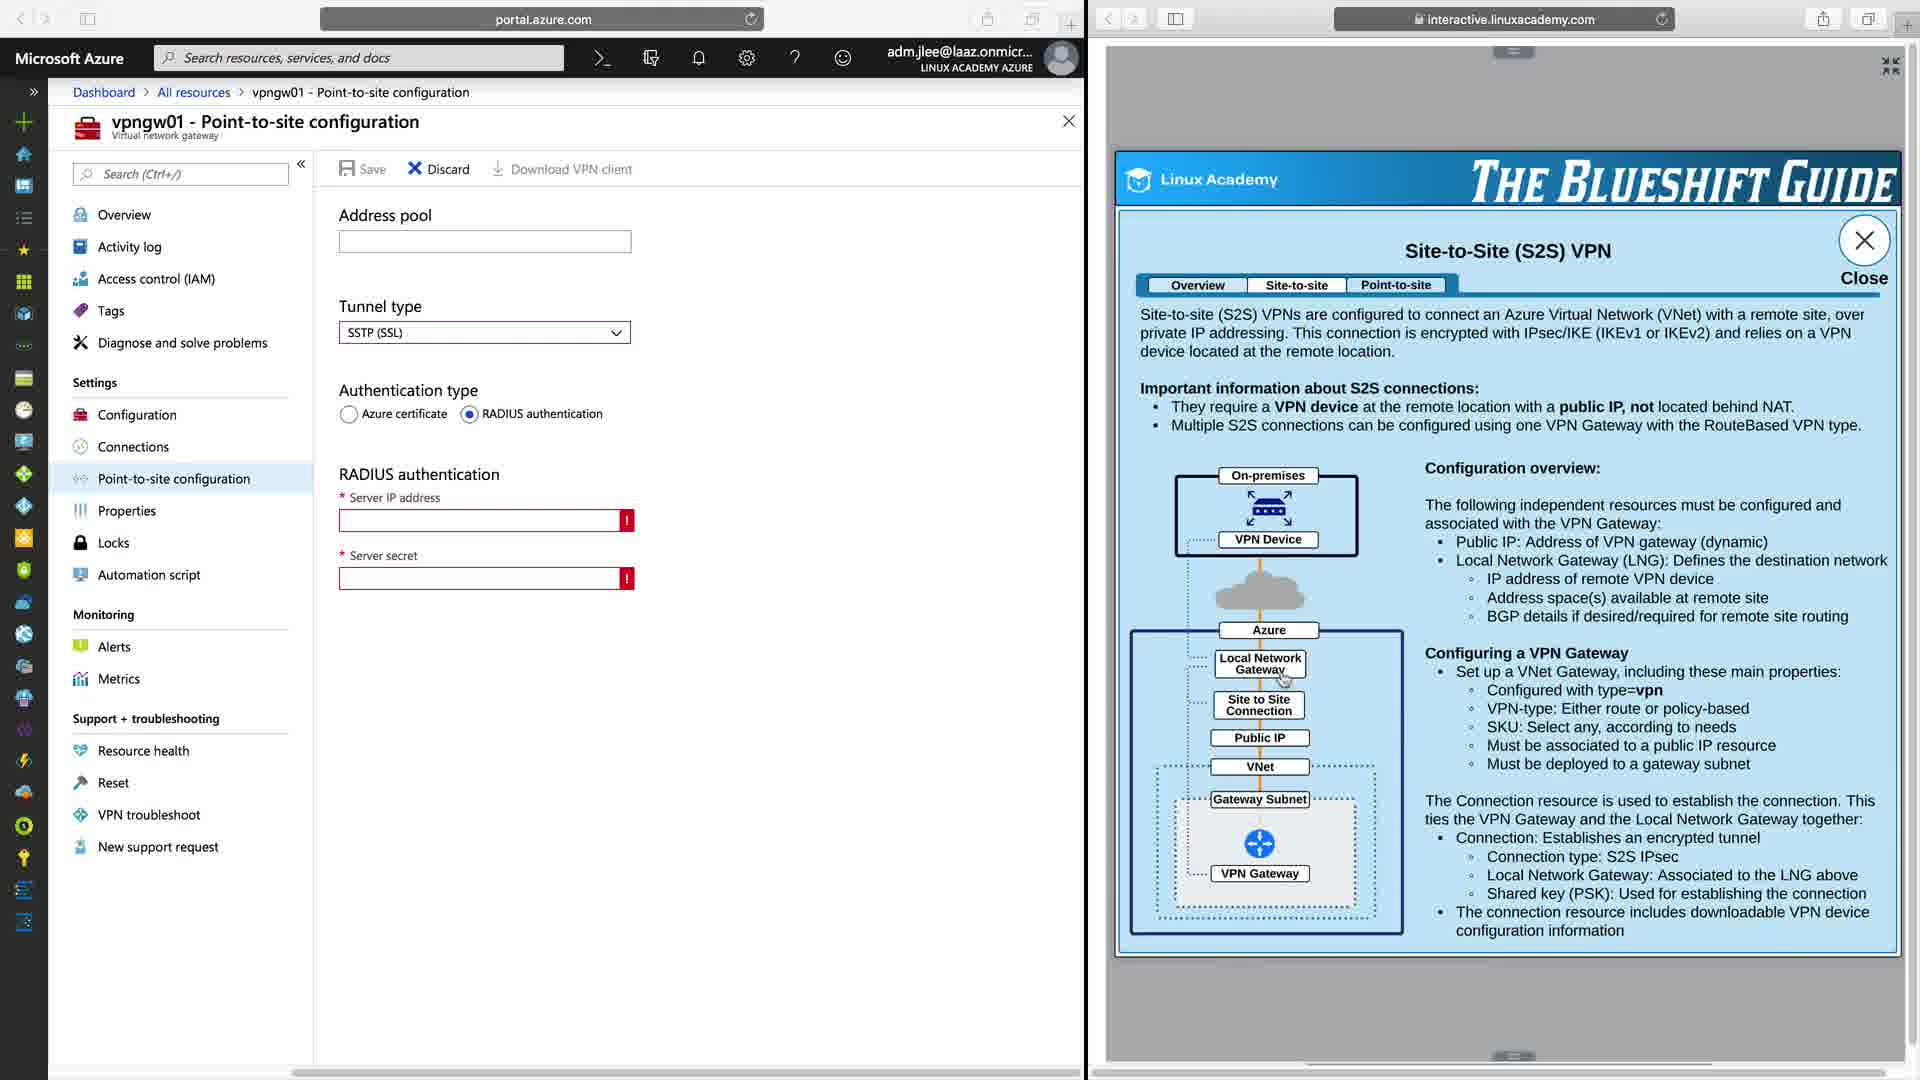 portal.azure.com
Microsoft Azure
Search resources, services, and docs
adm.jlee@laaz.onmicr...
LINUX ACADEMY AZURE
Dashboard > All resources > vpngw01 - Point-to-site configuration
vpngw01 - Point-to-site configuration
Virtual network gateway
Search (Ctrl+/)
Overview
Activity log
Access control (IAM)
Tags
Diagnose and solve problems
Settings
Configuration
Connections
Point-to-site configuration
Properties
Locks
Automation script
Monitoring
Alerts
Metrics
Support + troubleshooting
Resource health
Reset
VPN troubleshoot
New support request
Save Discard Download VPN client
Address pool
Tunnel type
SSTP (SSL)
Authentication type
Azure certificate RADIUS authentication
RADIUS authentication
* Server IP address
* Server secret
interactive.linuxacademy.com
Linux Academy
THE BLUESHIFT GUIDE
Site-to-Site (S2S) VPN
Close
Overview Site-to-site Point-to-site
Site-to-site (S2S) VPNs are configured to connect an Azure Virtual Network (VNet) with a remote site, over
private IP addressing. This connection is encrypted with IPsec/IKE (IKEv1 or IKEv2) and relies on a VPN
device located at the remote location.
Important information about S2S connections:
• They require a VPN device at the remote location with a public IP, not located behind NAT.
• Multiple S2S connections can be configured using one VPN Gateway with the RouteBased VPN type.
On-premises
VPN Device
Azure
Local Network
Gateway
Site to Site
Connection
Public IP
VNet
Gateway Subnet
VPN Gateway
Configuration overview:
The following independent resources must be configured and
associated with the VPN Gateway:
• Public IP: Address of VPN gateway (dynamic)
• Local Network Gateway (LNG): Defines the destination network
◦ IP address of remote VPN device
◦ Address space(s) available at remote site
◦ BGP details if desired/required for remote site routing
Configuring a VPN Gateway
• Set up a VNet Gateway, including these main properties:
◦ Configured with type=vpn
◦ VPN-type: Either route or policy-based
◦ SKU: Select any, according to needs
◦ Must be associated to a public IP resource
◦ Must be deployed to a gateway subnet
The Connection resource is used to establish the connection. This
ties the VPN Gateway and the Local Network Gateway together:
• Connection: Establishes an encrypted tunnel
◦ Connection type: S2S IPsec
◦ Local Network Gateway: Associated to the LNG above
◦ Shared key (PSK): Used for establishing the connection
• The connection resource includes downloadable VPN device
configuration information